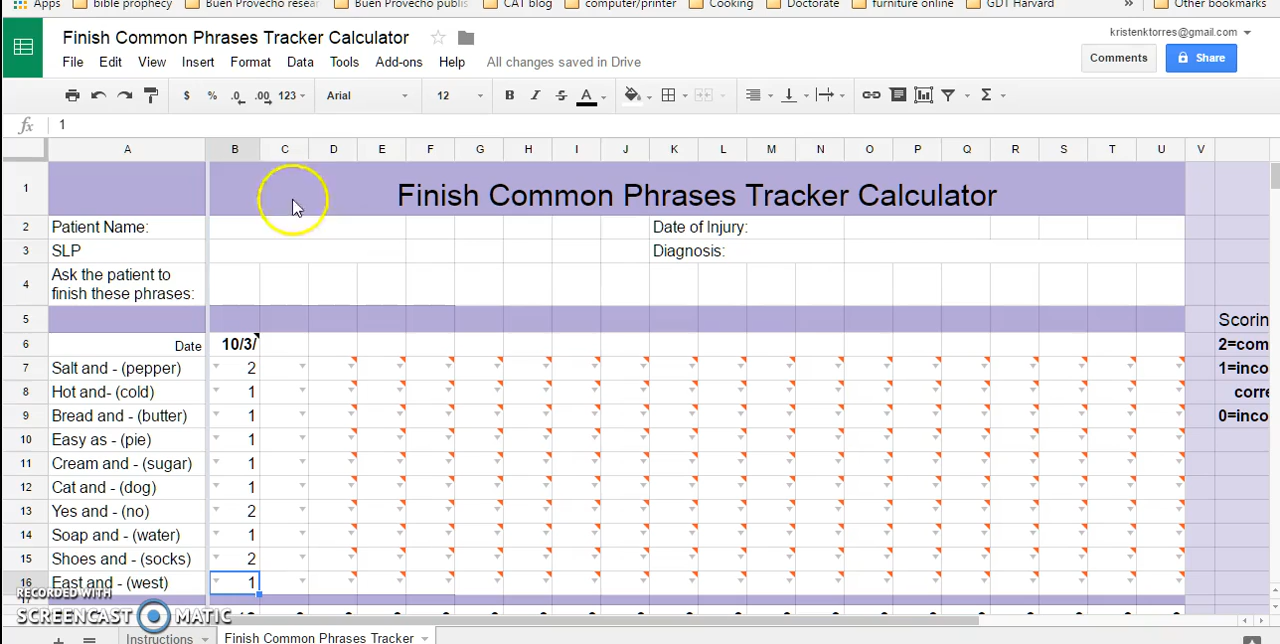 Apps bible prophecy Buen Provecho resear Buen Provecho publis CAT blog computer/printer Cooking Doctorate furniture online GDT Harvard » Other bookmarks
Finish Common Phrases Tracker Calculator
kristenktorres@gmail.com
File Edit View Insert Format Data Tools Add-ons Help All changes saved in Drive
Comments Share
$ % .0 .00 123 Arial 12 B I S A Σ
fx 1
A B C D E F G H I J K L M N O P Q R S T U V
1 Finish Common Phrases Tracker Calculator
2 Patient Name: Date of Injury:
3 SLP Diagnosis:
4 Ask the patient to
finish these phrases:
5 Scorin
6 Date 10/3/ 2=com
7 Salt and - (pepper) 2 1=inco
8 Hot and- (cold) 1 corre
9 Bread and - (butter) 1 0=inco
10 Easy as - (pie) 1
11 Cream and - (sugar) 1
12 Cat and - (dog) 1
13 Yes and - (no) 2
14 Soap and - (water) 1
15 Shoes and - (socks) 2
16 East and - (west) 1
RECORDED WITH
SCREENCAST MATIC
Instructions Finish Common Phrases Tracker